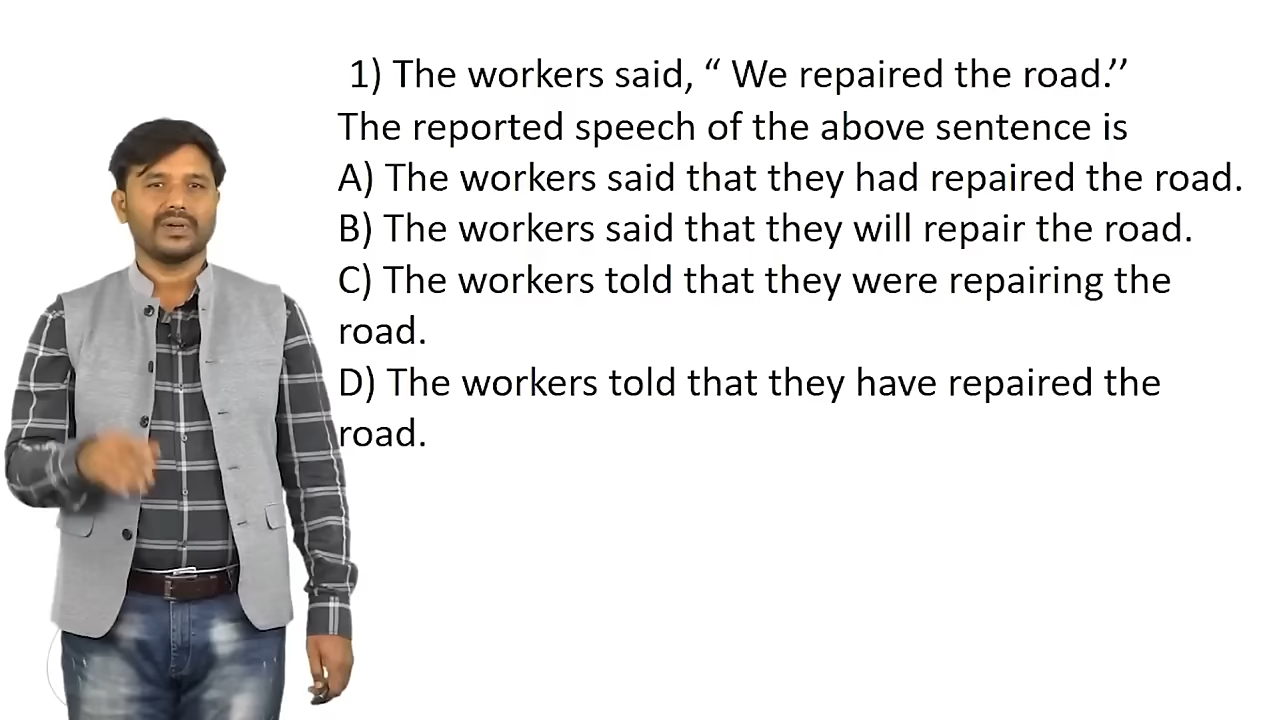 1) The workers said, “ We repaired the road.’’
The reported speech of the above sentence is
A) The workers said that they had repaired the road.
B) The workers said that they will repair the road.
C) The workers told that they were repairing the
road.
D) The workers told that they have repaired the
road.